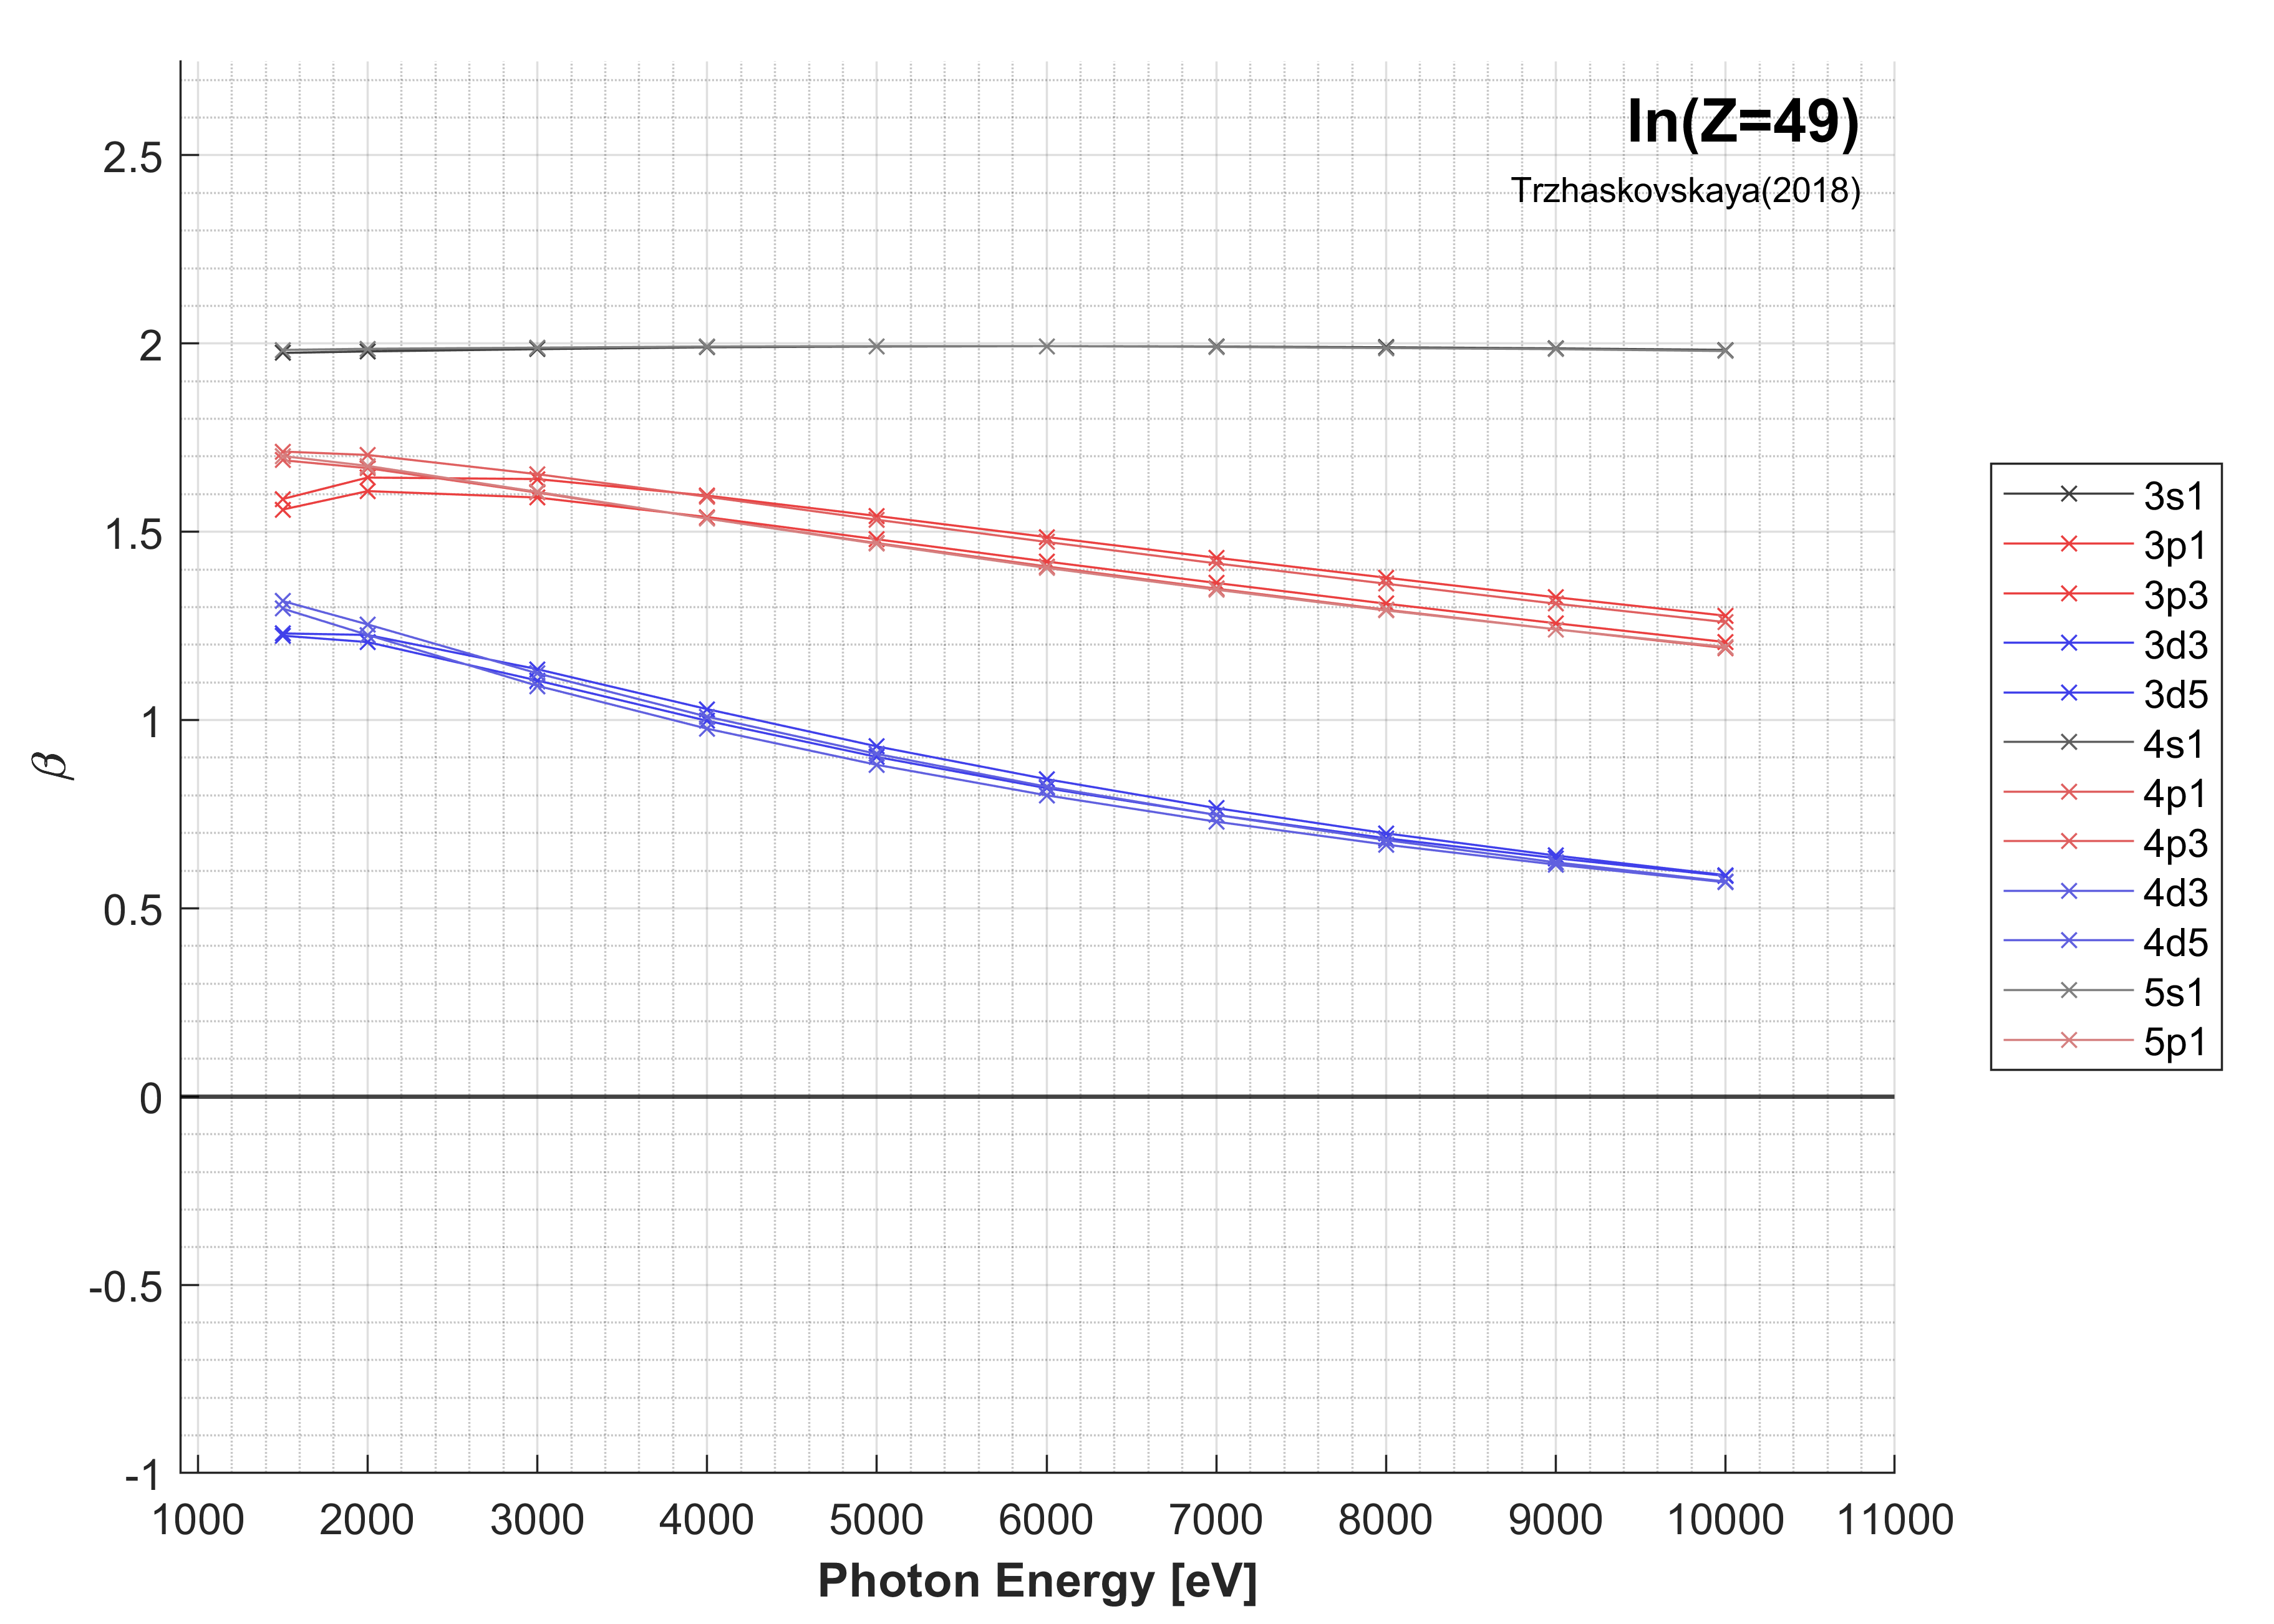 In(Z=49)
Trzhaskovskaya(2018)
2.5
2
1.5
1
0.5
0
-0.5
-1
β
1000 2000 3000 4000 5000 6000 7000 8000 9000 10000 11000
Photon Energy [eV]
3s1
3p1
3p3
3d3
3d5
4s1
4p1
4p3
4d3
4d5
5s1
5p1